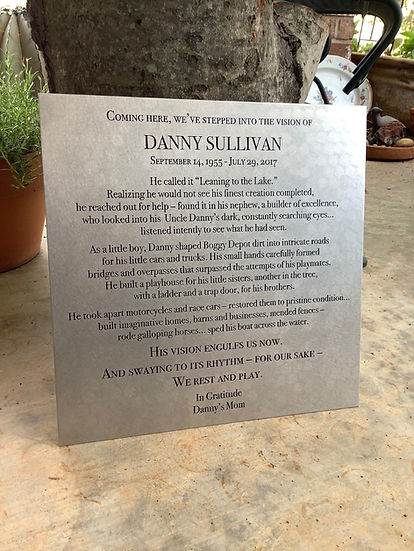 Coming here, we've stepped into the vision of
DANNY SULLIVAN
September 14, 1955 - July 29, 2017
He called it "Leaning to the Lake."
Realizing he would not see his finest creation completed,
he reached out for help – found it in his nephew, a builder of excellence,
who looked into his Uncle Danny's dark, constantly searching eyes...
listened intently to see what he had seen.
As a little boy, Danny shaped Boggy Depot dirt into intricate roads
for his little cars and trucks. His small hands carefully formed
bridges and overpasses that surpassed the attempts of his playmates.
He built a playhouse for his little sisters, another in the tree,
with a ladder and a trap door, for his brothers.
He took apart motorcycles and race cars – restored them to pristine condition...
built imaginative homes, barns and businesses, mended fences –
rode galloping horses... sped his boat across the water.
His vision engulfs us now.
And swaying to its rhythm – for our sake –
We rest and play.
In Gratitude
Danny's Mom